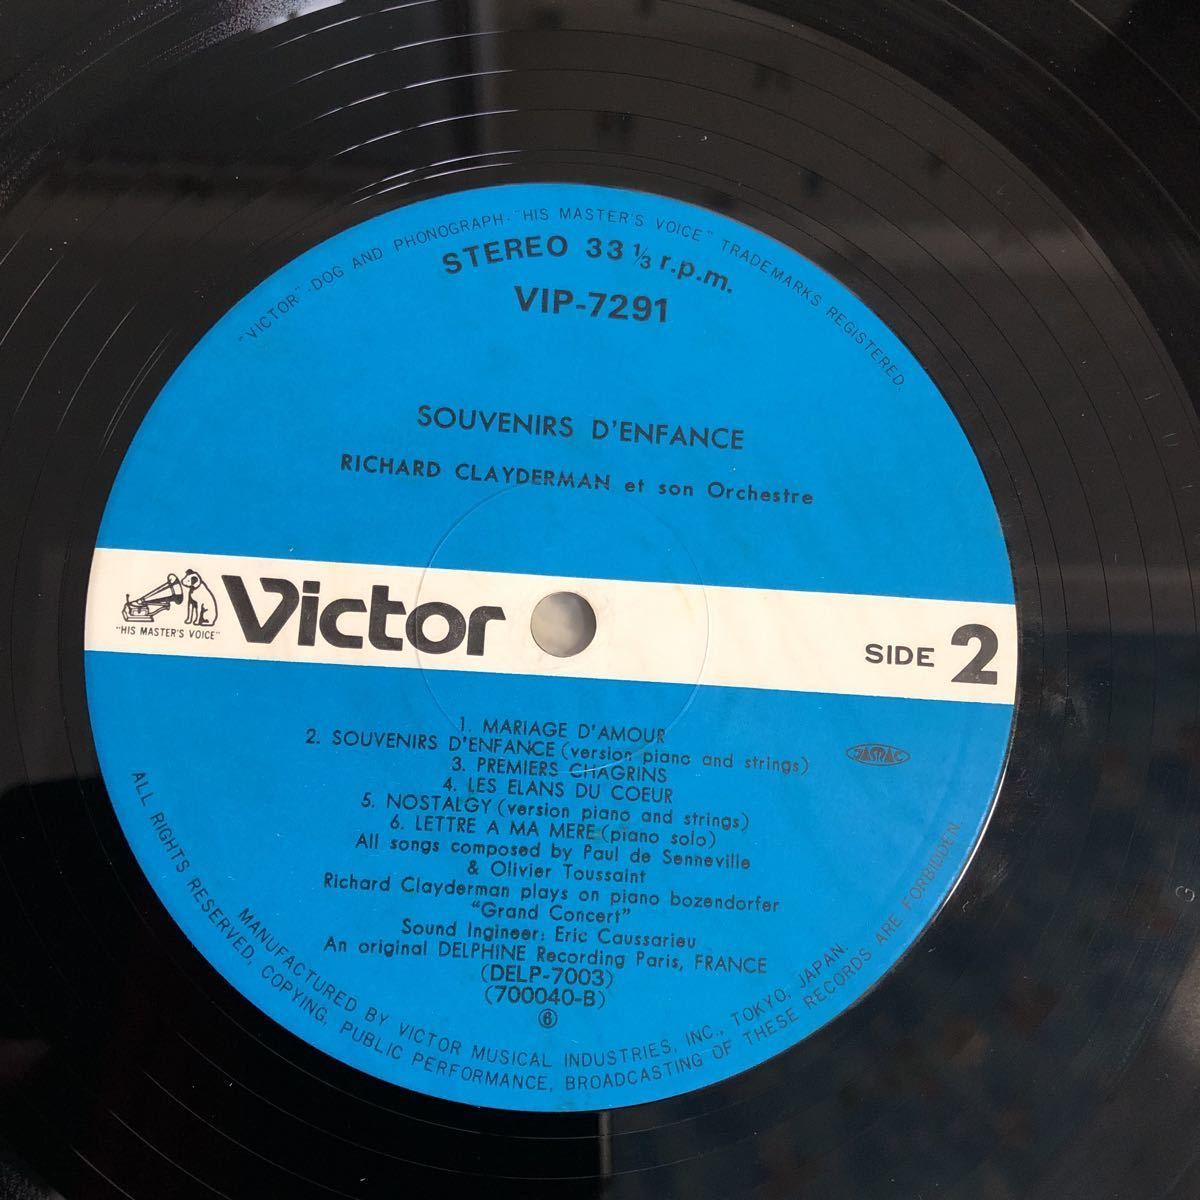 "VICTOR"-DOG AND PHONOGRAPH-"HIS MASTER'S VOICE" TRADEMARKS REGISTERED.
STEREO 33 1/3 r.p.m.
VIP-7291
SOUVENIRS D'ENFANCE
RICHARD CLAYDERMAN et son Orchestre
"HIS MASTER'S VOICE"
Victor
SIDE 2
1. MARIAGE D'AMOUR
2. SOUVENIRS D'ENFANCE (version piano and strings)
3. PREMIERS CHAGRINS
4. LES ELANS DU COEUR
5. NOSTALGY (version piano and strings)
6. LETTRE A MA MERE (piano solo)
JASRAC
All songs composed by Paul de Senneville
& Olivier Toussaint
Richard Clayderman plays on piano bozendorfer
"Grand Concert"
Sound Ingineer: Eric Caussarieu
An original DELPHINE Recording Paris, FRANCE
(DELP-7003)
(700040-B)
⑥
MANUFACTURED BY VICTOR MUSICAL INDUSTRIES, INC., TOKYO, JAPAN.
ALL RIGHTS RESERVED, COPYING, PUBLIC PERFORMANCE, BROADCASTING OF THESE RECORDS ARE FORBIDDEN.